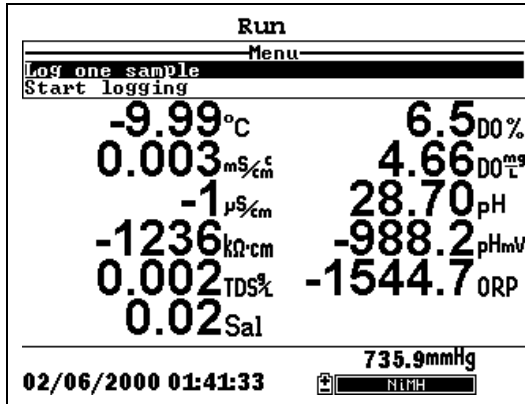 Run
Menu
Log one sample
Start logging
-9.99°C 6.5DO %
0.003mS/cm c 4.66DO mg/L
-1µS/cm 28.70pH
-1236kΩ·cm -988.2pHmV
0.002TDS g/L -1544.7ORP
0.02Sal
735.9mmHg
02/06/2000 01:41:33 NiMH